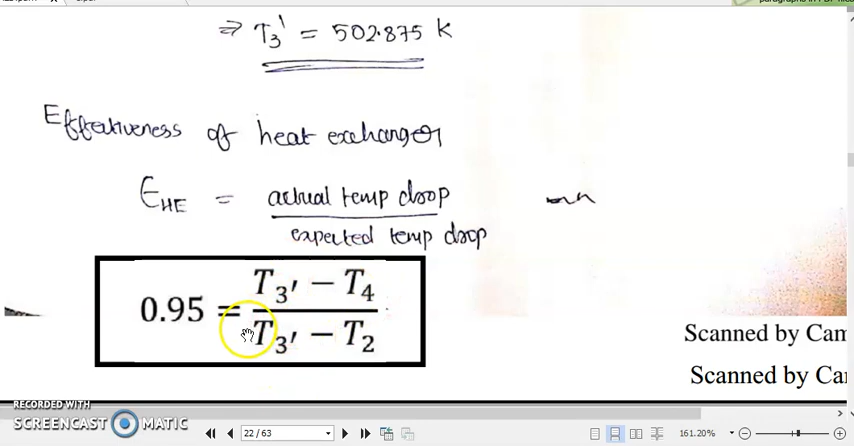 ⇒ T3' = 502.875 K
Effectiveness of heat exchanger
EHE = actual temp drop / expected temp drop
0.95 = (T3' − T4) / (T3' − T2)
Scanned by Cam
Scanned by Cam
RECORDED WITH
SCREENCAST MATIC
22 / 63
161.20%